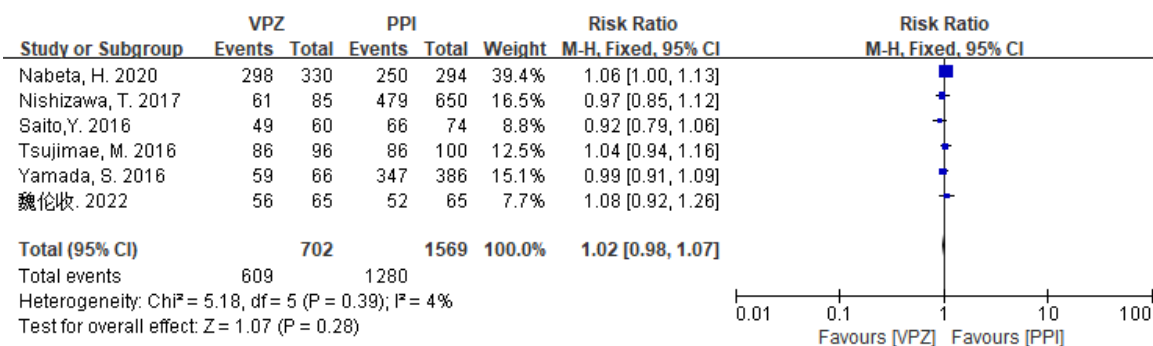 VPZ PPI Risk Ratio Risk Ratio
Study or Subgroup Events Total Events Total Weight M-H, Fixed, 95% CI M-H, Fixed, 95% CI
Nabeta, H. 2020 298 330 250 294 39.4% 1.06 [1.00, 1.13]
Nishizawa, T. 2017 61 85 479 650 16.5% 0.97 [0.85, 1.12]
Saito,Y. 2016 49 60 66 74 8.8% 0.92 [0.79, 1.06]
Tsujimae, M. 2016 86 96 86 100 12.5% 1.04 [0.94, 1.16]
Yamada, S. 2016 59 66 347 386 15.1% 0.99 [0.91, 1.09]
魏伦收. 2022 56 65 52 65 7.7% 1.08 [0.92, 1.26]
Total (95% CI) 702 1569 100.0% 1.02 [0.98, 1.07]
Total events 609 1280
Heterogeneity: Chi² = 5.18, df = 5 (P = 0.39); I² = 4%
Test for overall effect: Z = 1.07 (P = 0.28)
0.01 0.1 1 10 100
Favours [VPZ] Favours [PPI]